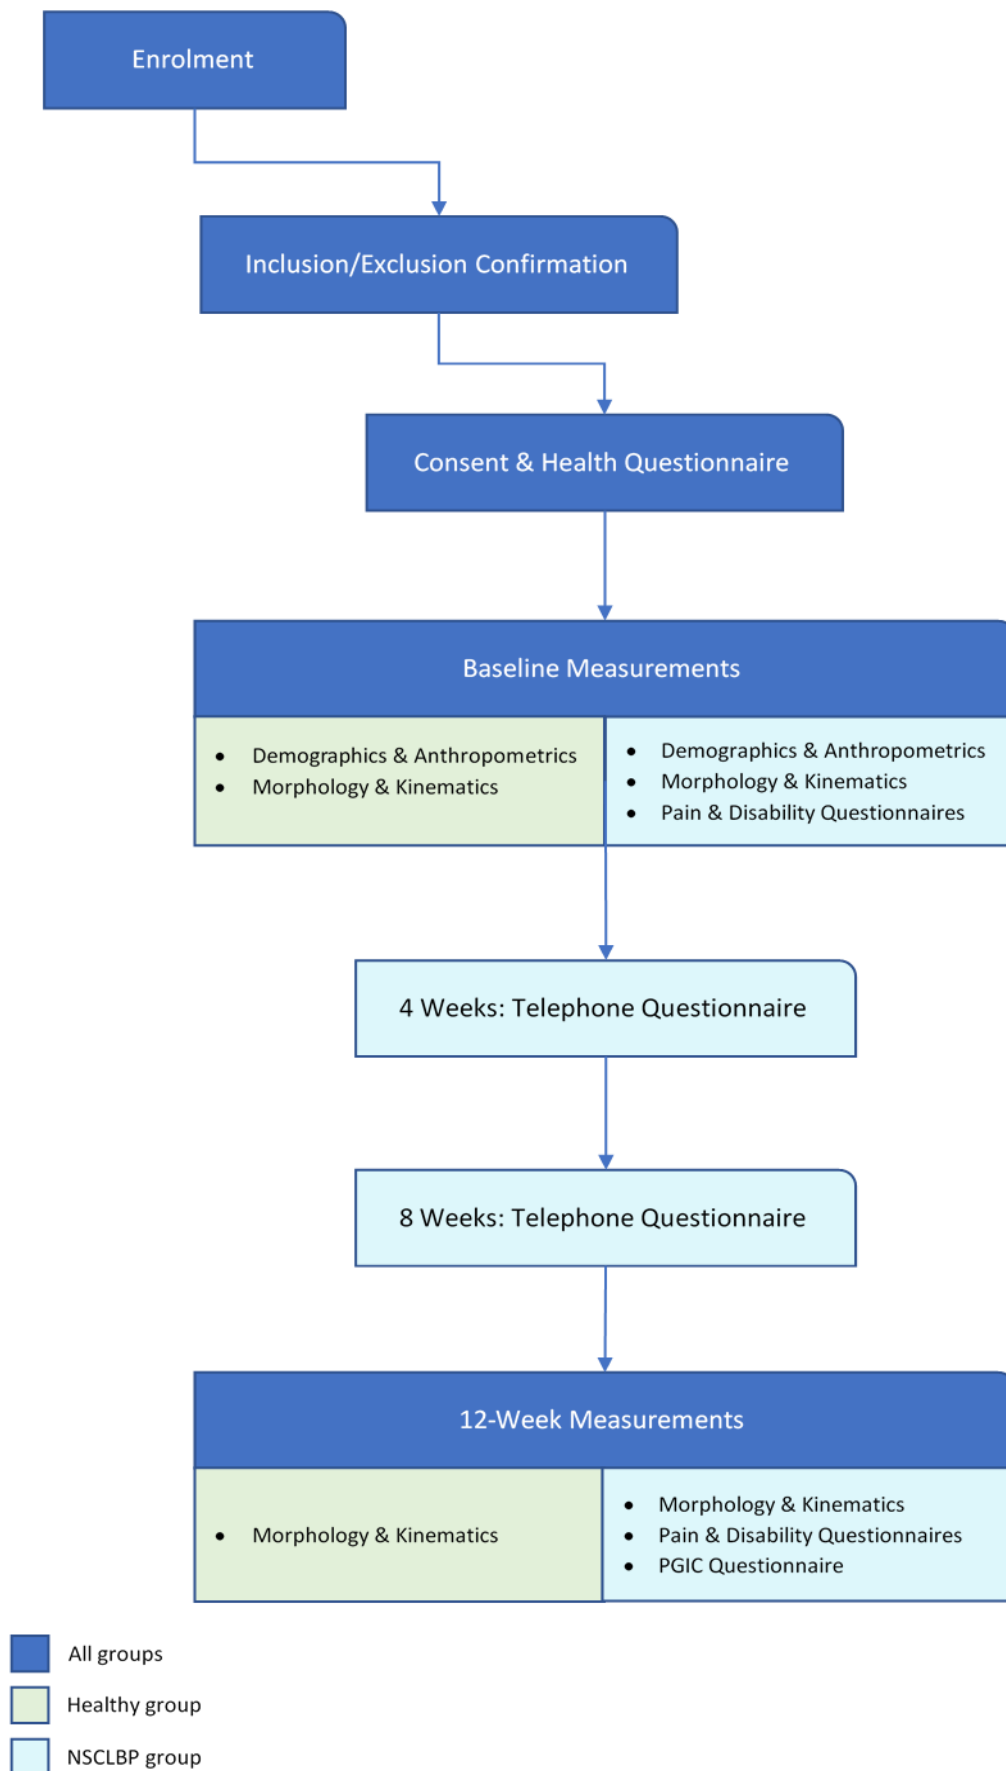 Enrolment
Inclusion/Exclusion Confirmation
Consent & Health Questionnaire
Baseline Measurements
• Demographics & Anthropometrics
• Morphology & Kinematics
• Demographics & Anthropometrics
• Morphology & Kinematics
• Pain & Disability Questionnaires
4 Weeks: Telephone Questionnaire
8 Weeks: Telephone Questionnaire
12-Week Measurements
• Morphology & Kinematics
• Morphology & Kinematics
• Pain & Disability Questionnaires
• PGIC Questionnaire
All groups
Healthy group
NSCLBP group